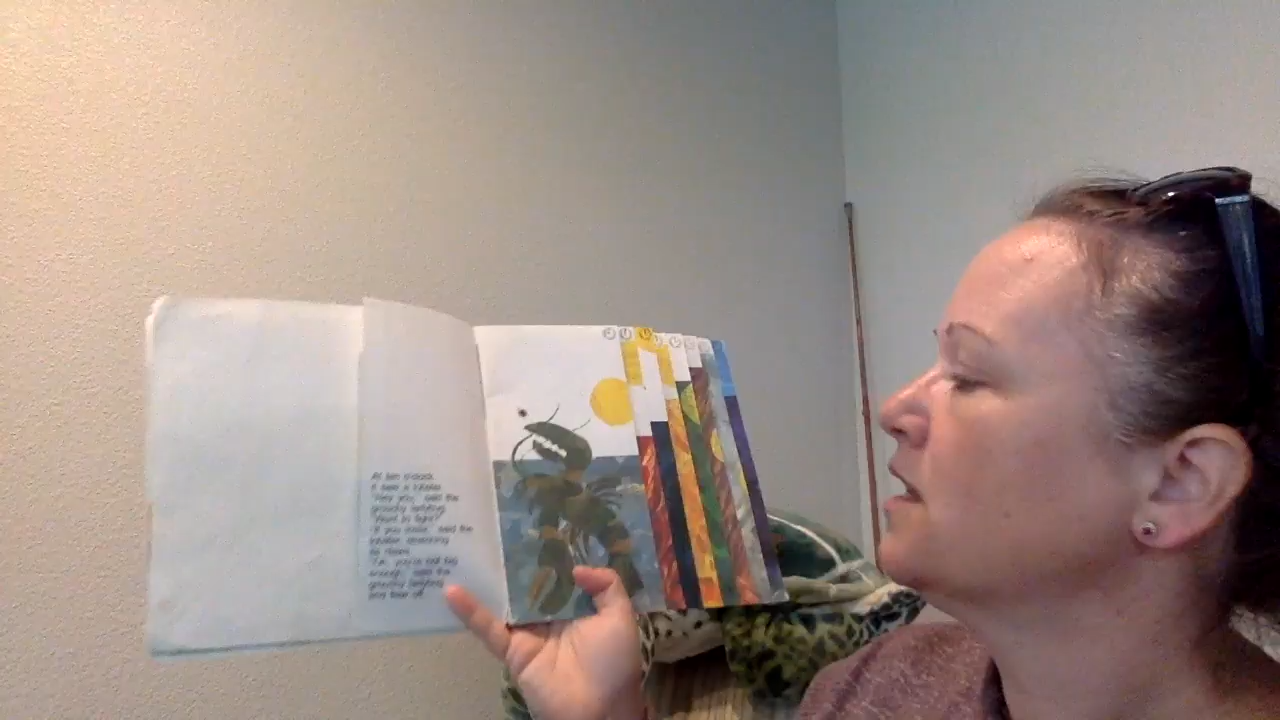 At ten o'clock,
it saw a lobster.
"Hey you," said the
grouchy ladybug,
"Want to fight?"
"If you insist," said the
lobster, stretching
its claws.
"Oh, you're not big
enough," said the
grouchy ladybug
and flew off.